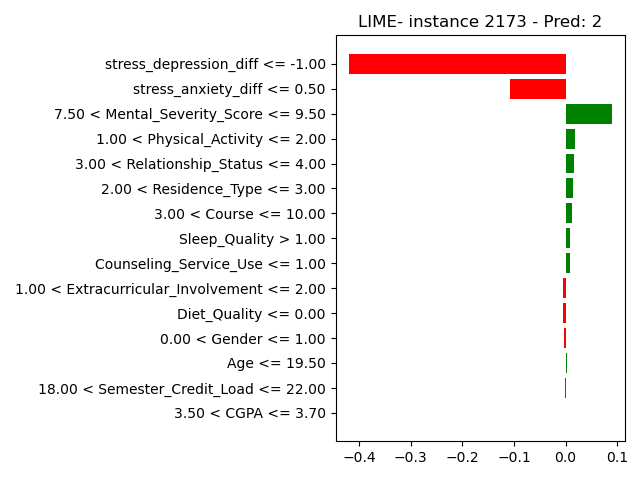 LIME- instance 2173 - Pred: 2
stress_depression_diff <= -1.00
stress_anxiety_diff <= 0.50
7.50 < Mental_Severity_Score <= 9.50
1.00 < Physical_Activity <= 2.00
3.00 < Relationship_Status <= 4.00
2.00 < Residence_Type <= 3.00
3.00 < Course <= 10.00
Sleep_Quality > 1.00
Counseling_Service_Use <= 1.00
1.00 < Extracurricular_Involvement <= 2.00
Diet_Quality <= 0.00
0.00 < Gender <= 1.00
Age <= 19.50
18.00 < Semester_Credit_Load <= 22.00
3.50 < CGPA <= 3.70
−0.4 −0.3 −0.2 −0.1 0.0 0.1